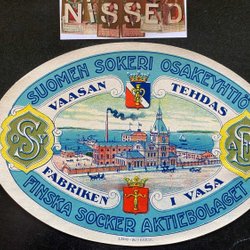 NISSED
SUOMEN SOKERI OSAKEYHTIÖ
VAASAN TEHDAS
FABRIKEN I VASA
FINSKA SOCKER AKTIEBOLAGET